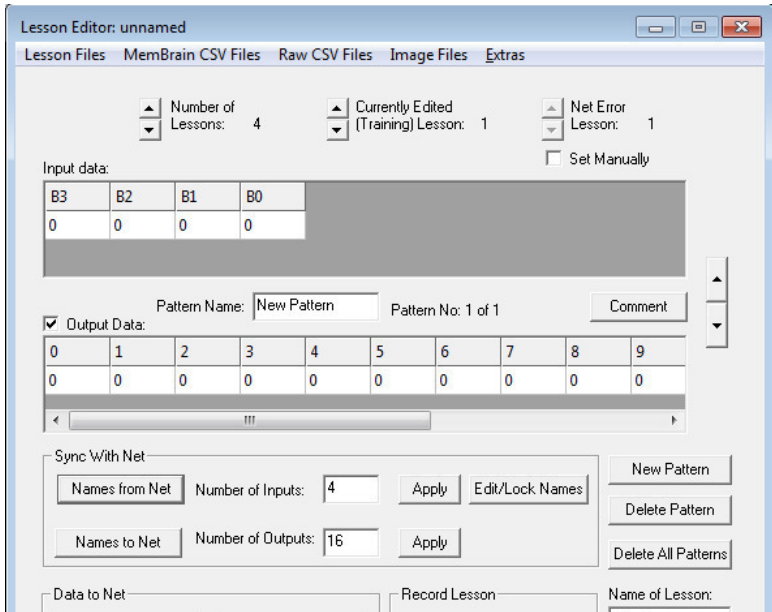 Lesson Editor: unnamed
Lesson Files MemBrain CSV Files Raw CSV Files Image Files Extras
Number of Lessons: 4
Currently Edited (Training) Lesson: 1
Net Error Lesson: 1
Set Manually
Input data:
B3 B2 B1 B0
0 0 0 0
Pattern Name: New Pattern Pattern No: 1 of 1 Comment
Output Data:
0 1 2 3 4 5 6 7 8 9
0 0 0 0 0 0 0 0 0 0
Sync With Net
Names from Net Number of Inputs: 4 Apply Edit/Lock Names
Names to Net Number of Outputs: 16 Apply
New Pattern
Delete Pattern
Delete All Patterns
Data to Net Record Lesson Name of Lesson: